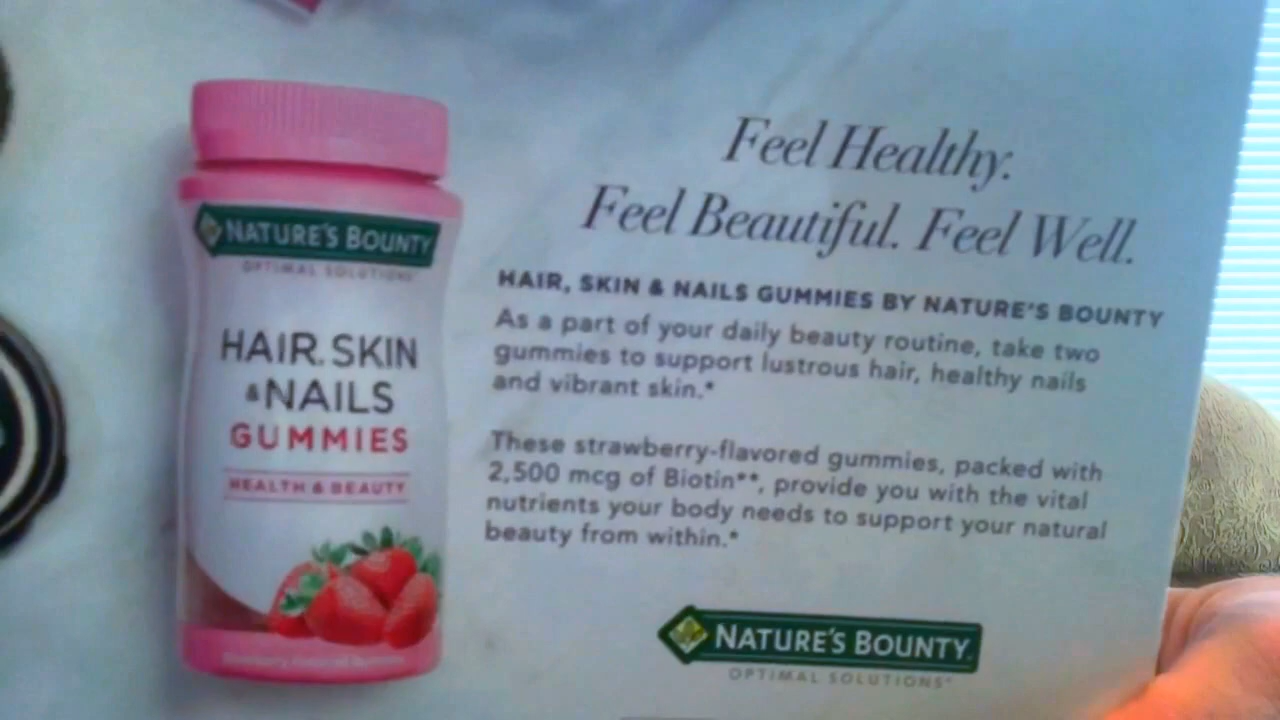 NATURE'S BOUNTY
OPTIMAL SOLUTIONS
HAIR, SKIN
& NAILS
GUMMIES
HEALTH & BEAUTY
Feel Healthy.
Feel Beautiful. Feel Well.
HAIR, SKIN & NAILS GUMMIES BY NATURE'S BOUNTY
As a part of your daily beauty routine, take two
gummies to support lustrous hair, healthy nails
and vibrant skin.*
These strawberry-flavored gummies, packed with
2,500 mcg of Biotin**, provide you with the vital
nutrients your body needs to support your natural
beauty from within.*
NATURE'S BOUNTY
OPTIMAL SOLUTIONS